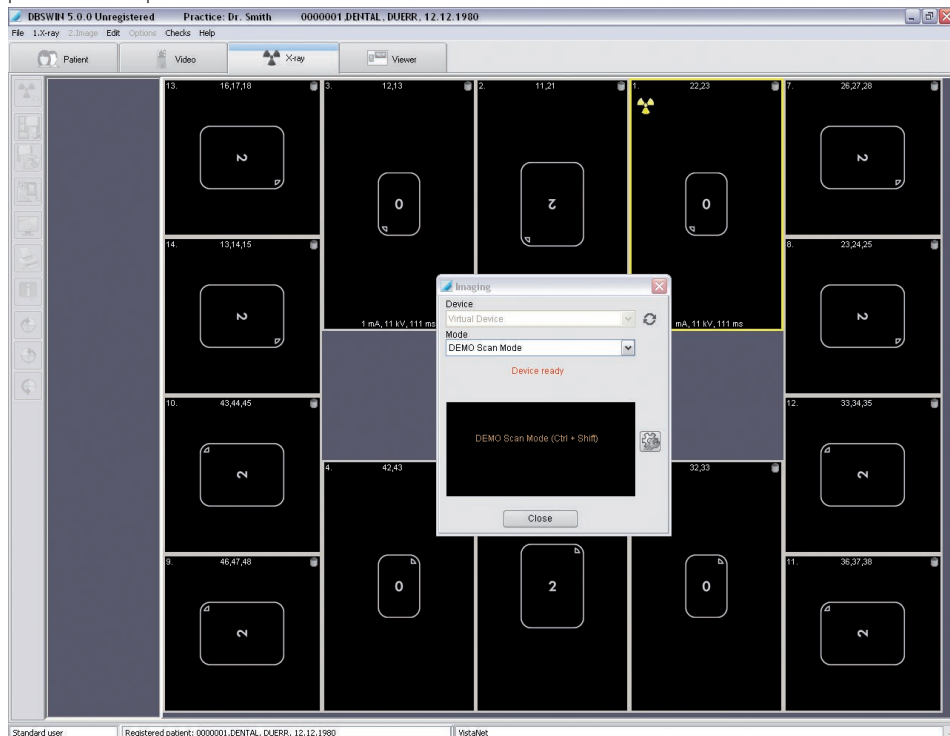 DBSWIN 5.0.0 Unregistered Practice: Dr. Smith 0000001,DENTAL, DUERR, 12.12.1980
File 1.X-ray 2.Image Edit Options Checks Help
Patient Video X-ray Viewer
13. 16,17,18 3. 12,13 2. 11,21 1. 22,23 7. 26,27,28
2 0 2 0 2
14. 13,14,15 8. 23,24,25
2 2
1 mA, 11 kV, 111 ms mA, 11 kV, 111 ms
Imaging
Device
Virtual Device
Mode
DEMO Scan Mode
Device ready
DEMO Scan Mode (Ctrl + Shift)
Close
10. 43,44,45 12. 33,34,35
2 2
4. 42,43 32,33
9. 46,47,48 11. 36,37,38
0 2 0
2 2
Standard user Registered patient: 0000001,DENTAL, DUERR, 12.12.1980 VistaNet